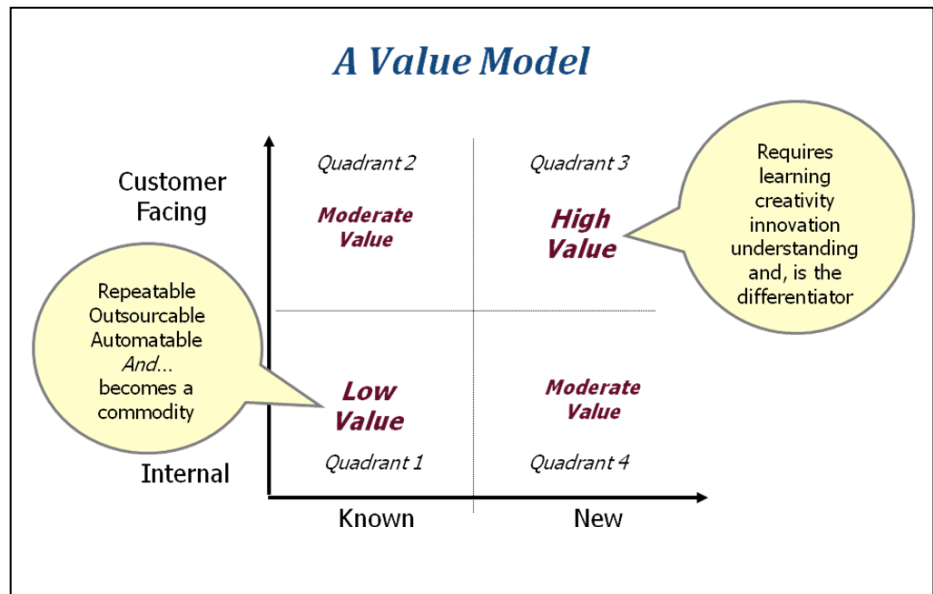 A Value Model
Customer
Facing
Quadrant 2
Moderate
Value
Quadrant 3
High
Value
Requires
learning
creativity
innovation
understanding
and, is the
differentiator
Repeatable
Outsourcable
Automatable
And...
becomes a
commodity
Low
Value
Quadrant 1
Moderate
Value
Quadrant 4
Internal
Known
New